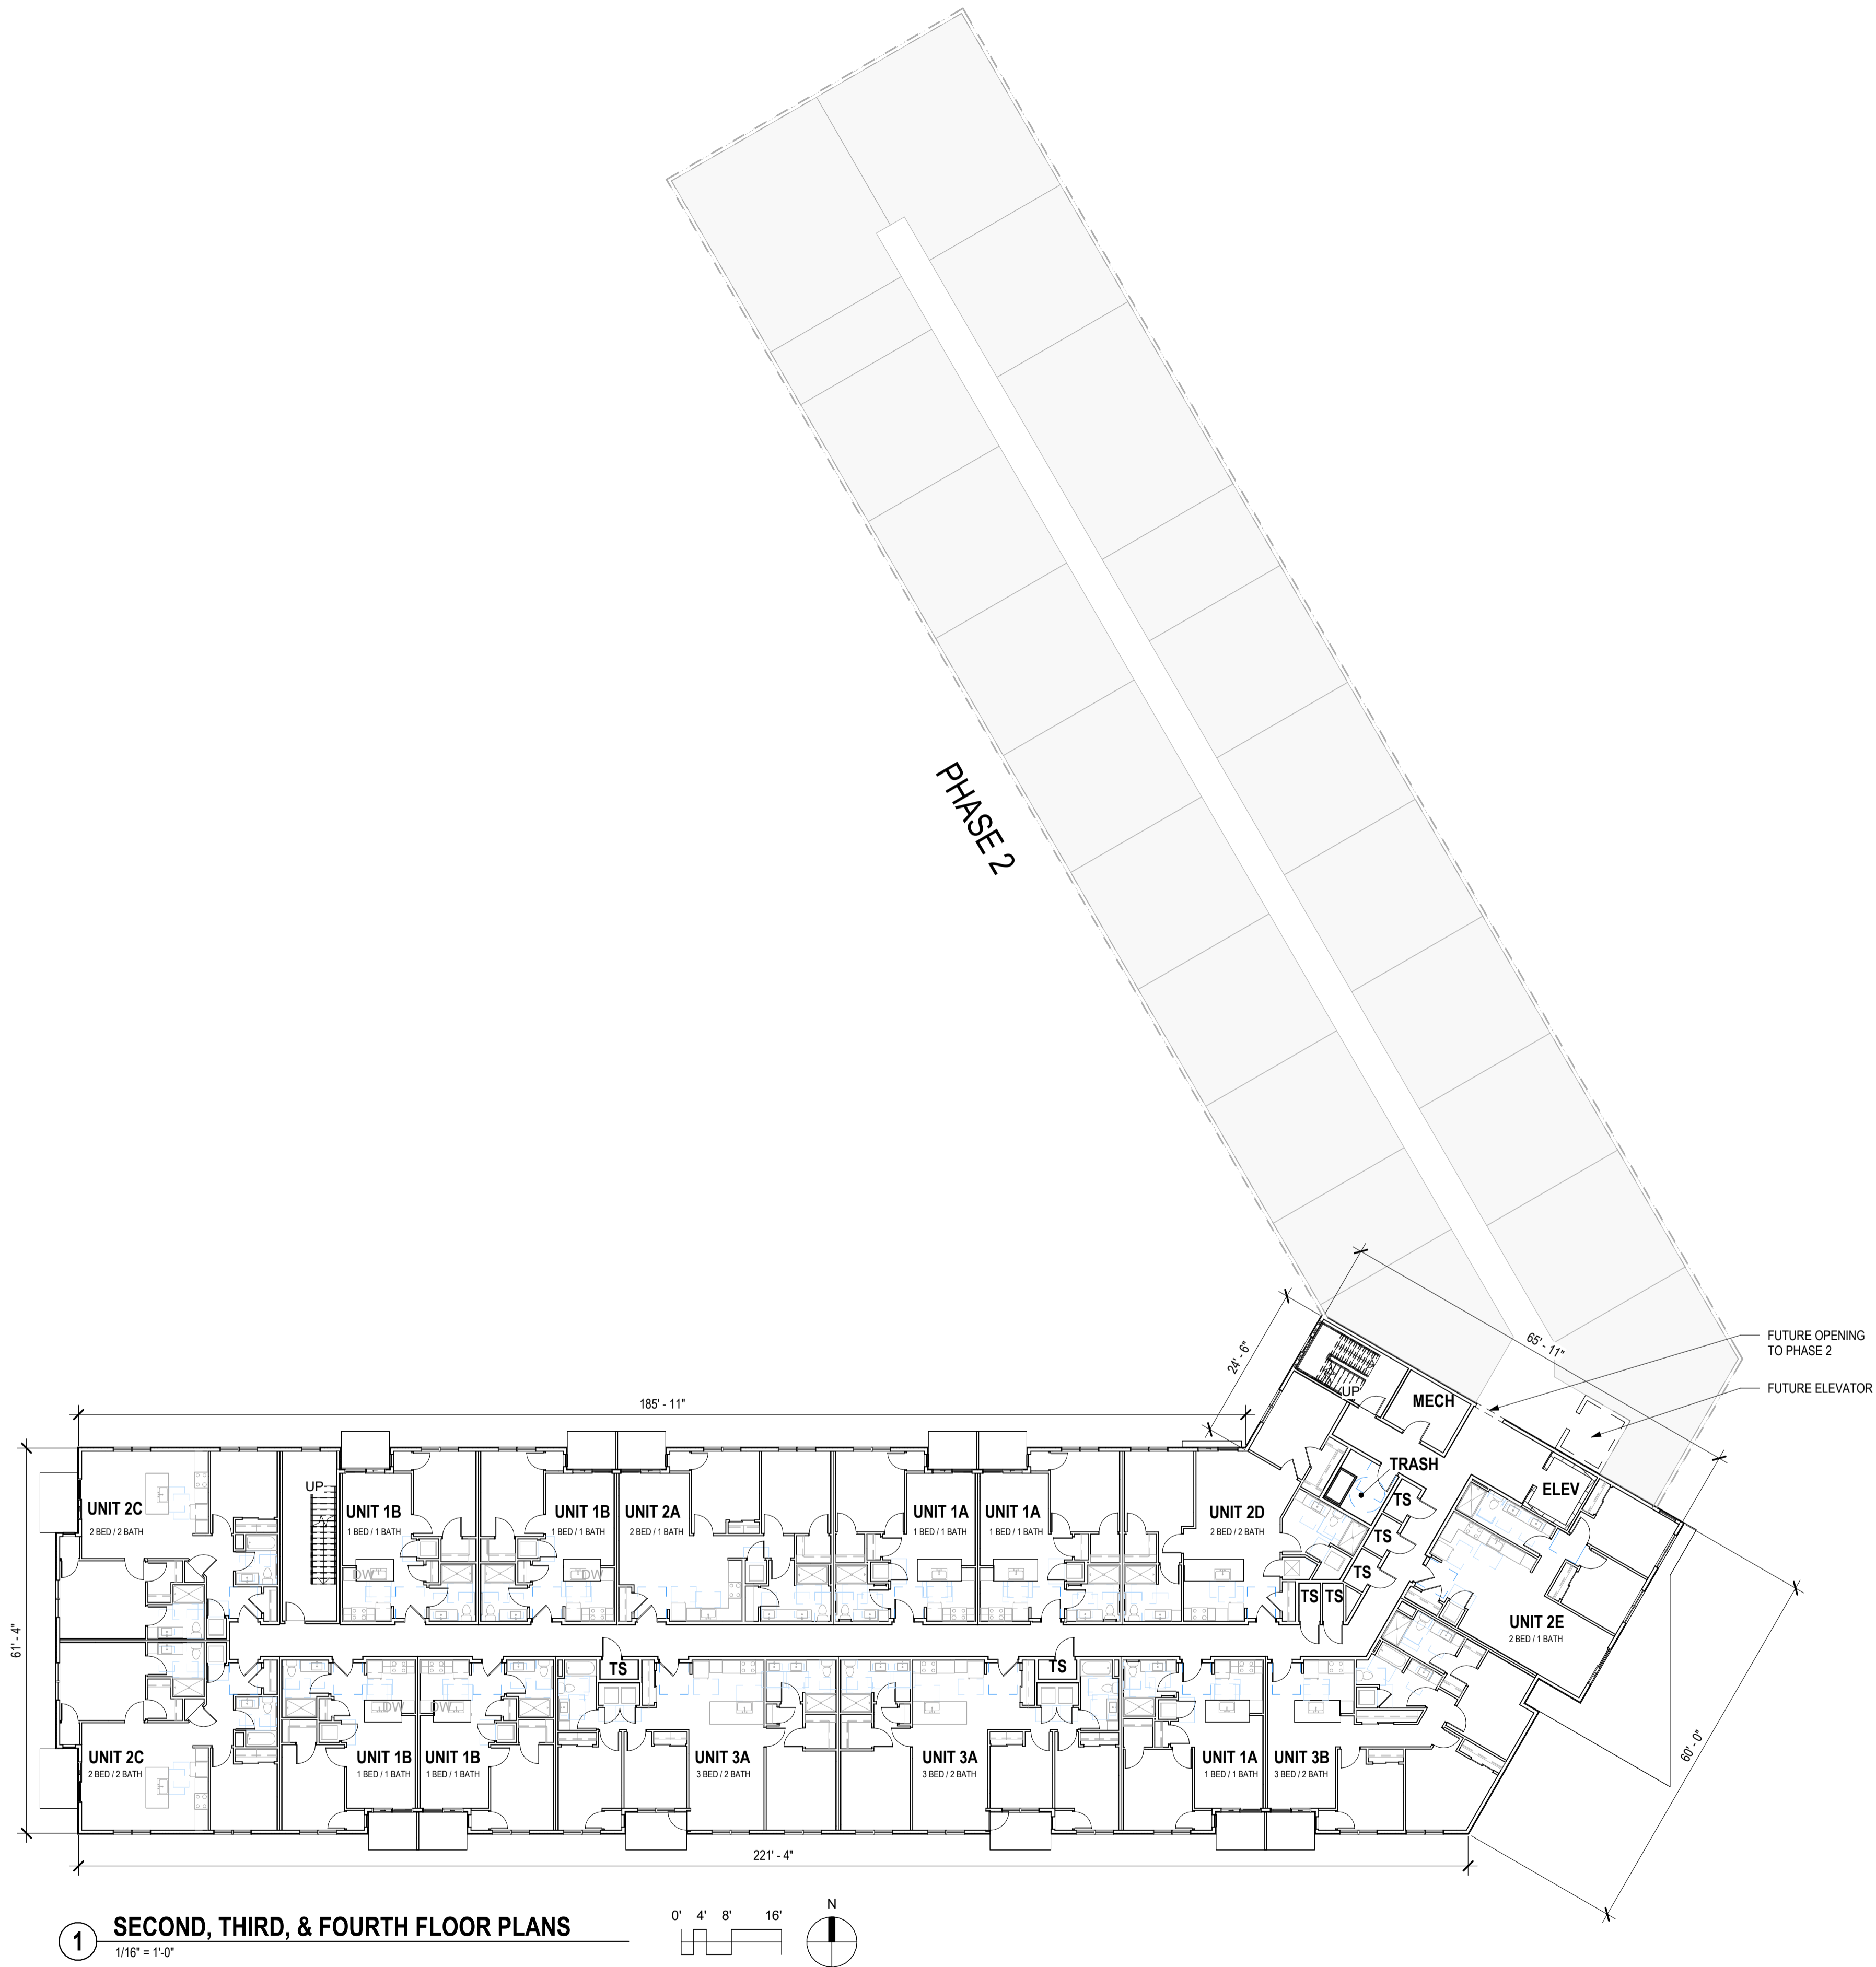 PHASE 2
65' - 11"
24' - 6"
FUTURE OPENING
TO PHASE 2
FUTURE ELEVATOR
UP
MECH
185' - 11"
TRASH
ELEV
TS
TS
TS
TS
TS
UNIT 2C
2 BED / 2 BATH
UP
UNIT 1B
1 BED / 1 BATH
DW
UNIT 1B
1 BED / 1 BATH
DW
UNIT 2A
2 BED / 1 BATH
UNIT 1A
1 BED / 1 BATH
UNIT 1A
1 BED / 1 BATH
UNIT 2D
2 BED / 2 BATH
UNIT 2E
2 BED / 1 BATH
61' - 4"
TS
TS
DW
DW
UNIT 2C
2 BED / 2 BATH
UNIT 1B
1 BED / 1 BATH
UNIT 1B
1 BED / 1 BATH
UNIT 3A
3 BED / 2 BATH
UNIT 3A
3 BED / 2 BATH
UNIT 1A
1 BED / 1 BATH
UNIT 3B
3 BED / 2 BATH
60' - 0"
221' - 4"
1
SECOND, THIRD, & FOURTH FLOOR PLANS
1/16" = 1'-0"
0' 4' 8' 16'
N